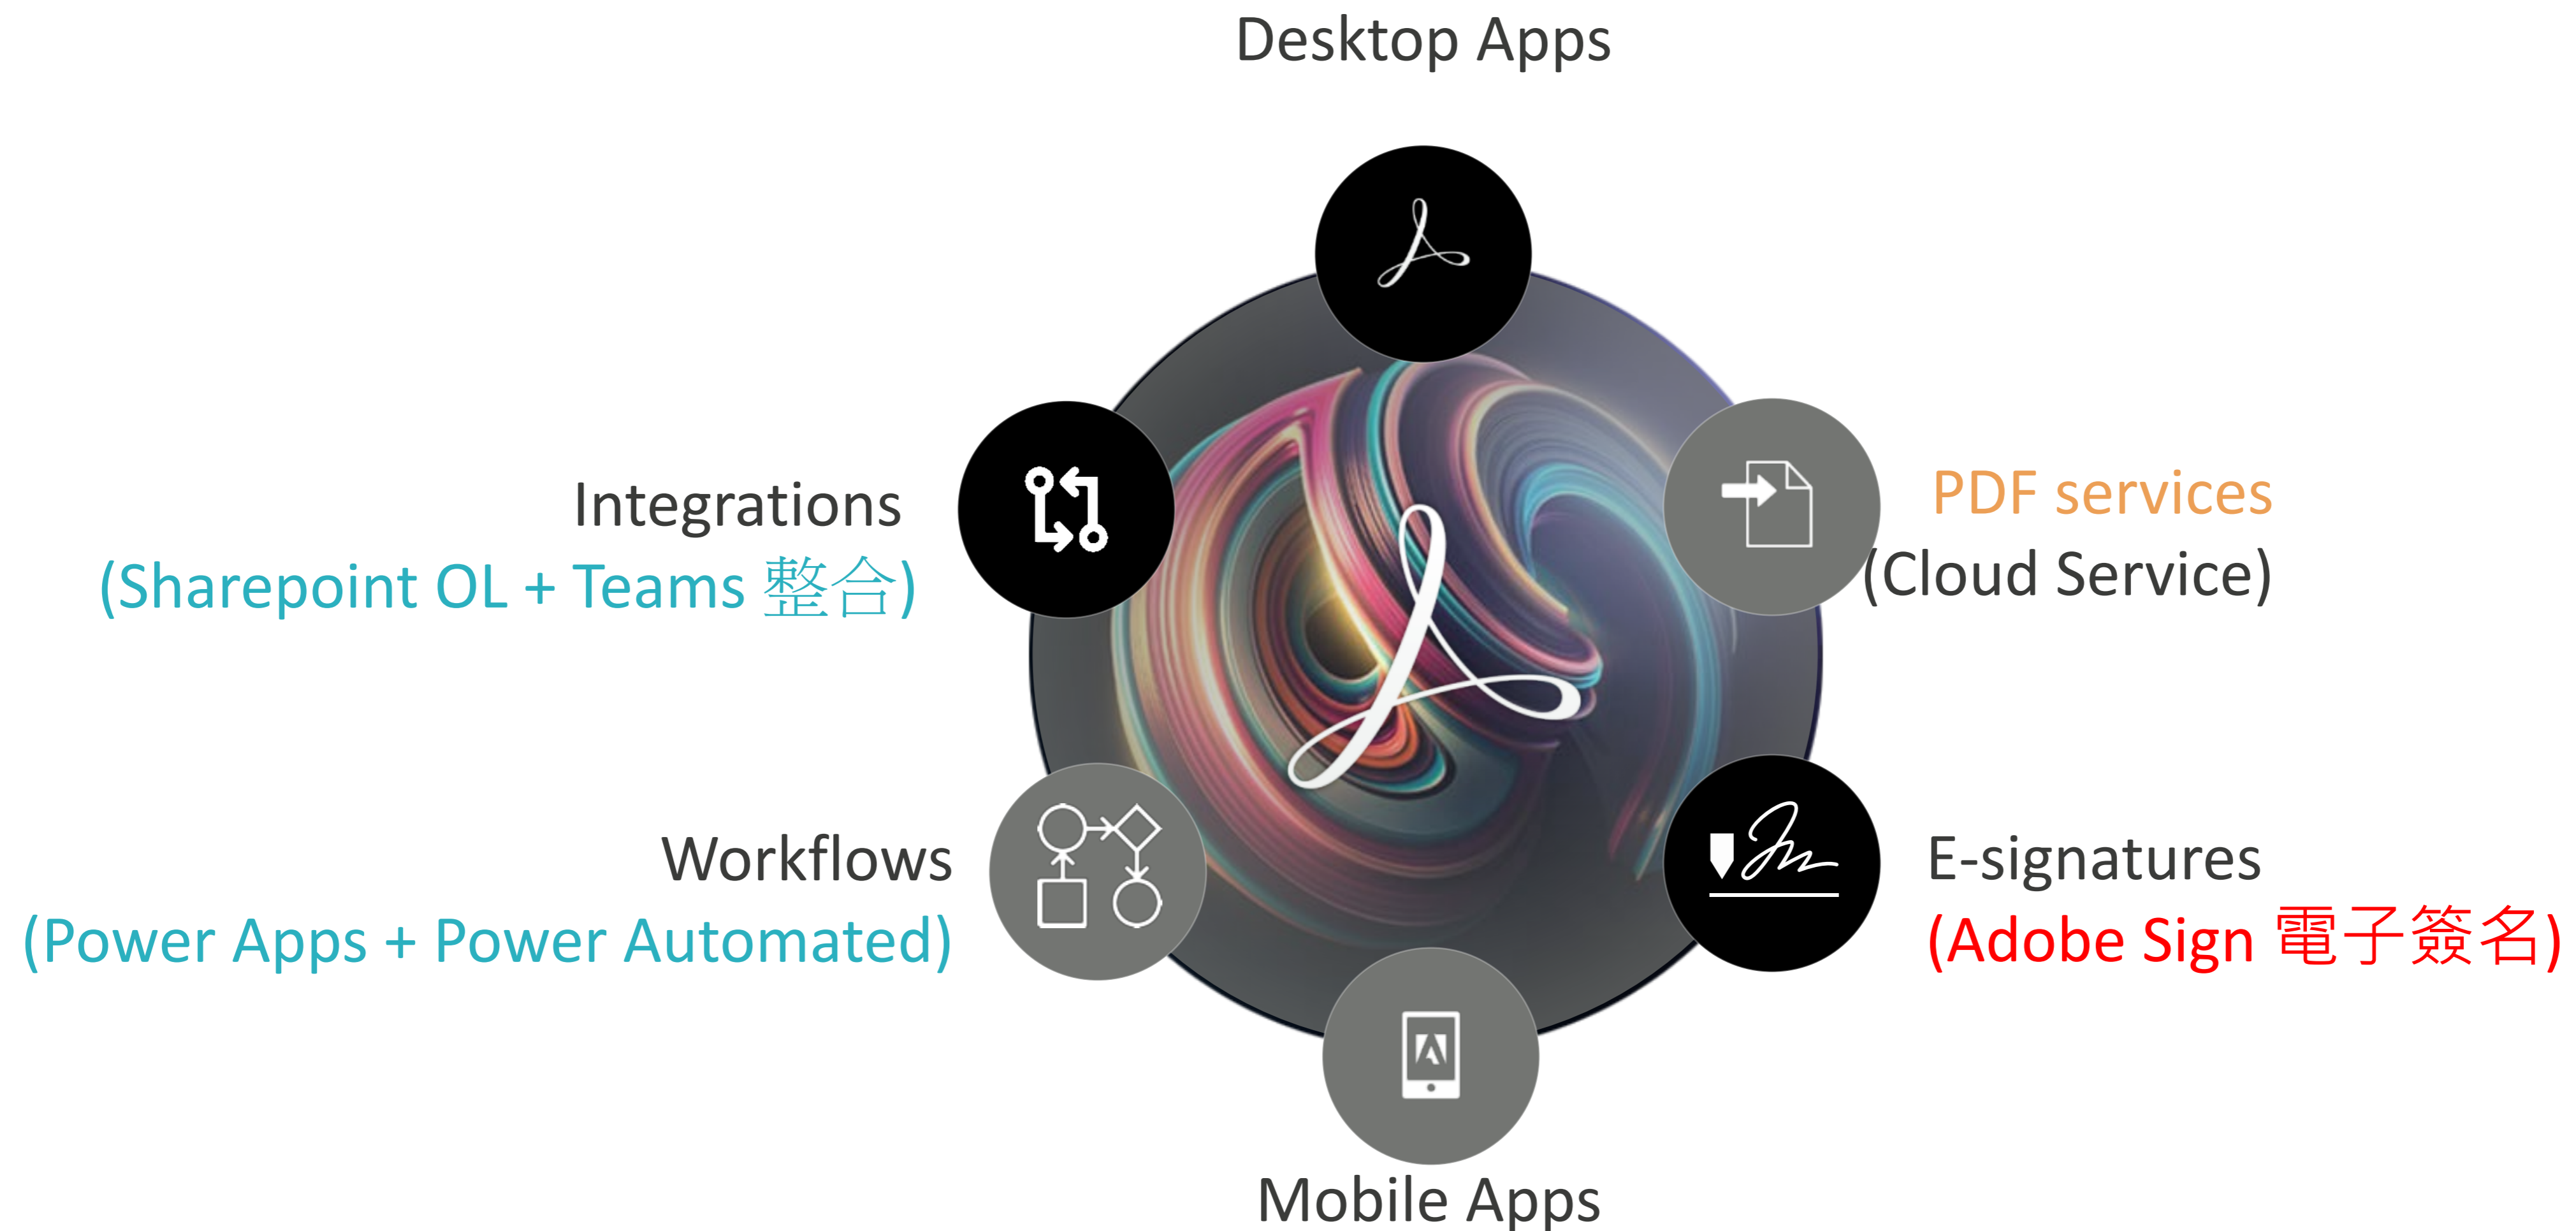 Desktop Apps
Integrations
(Sharepoint OL + Teams 整合)
PDF services
(Cloud Service)
Workflows
(Power Apps + Power Automated)
E-signatures
(Adobe Sign 電子簽名)
Mobile Apps